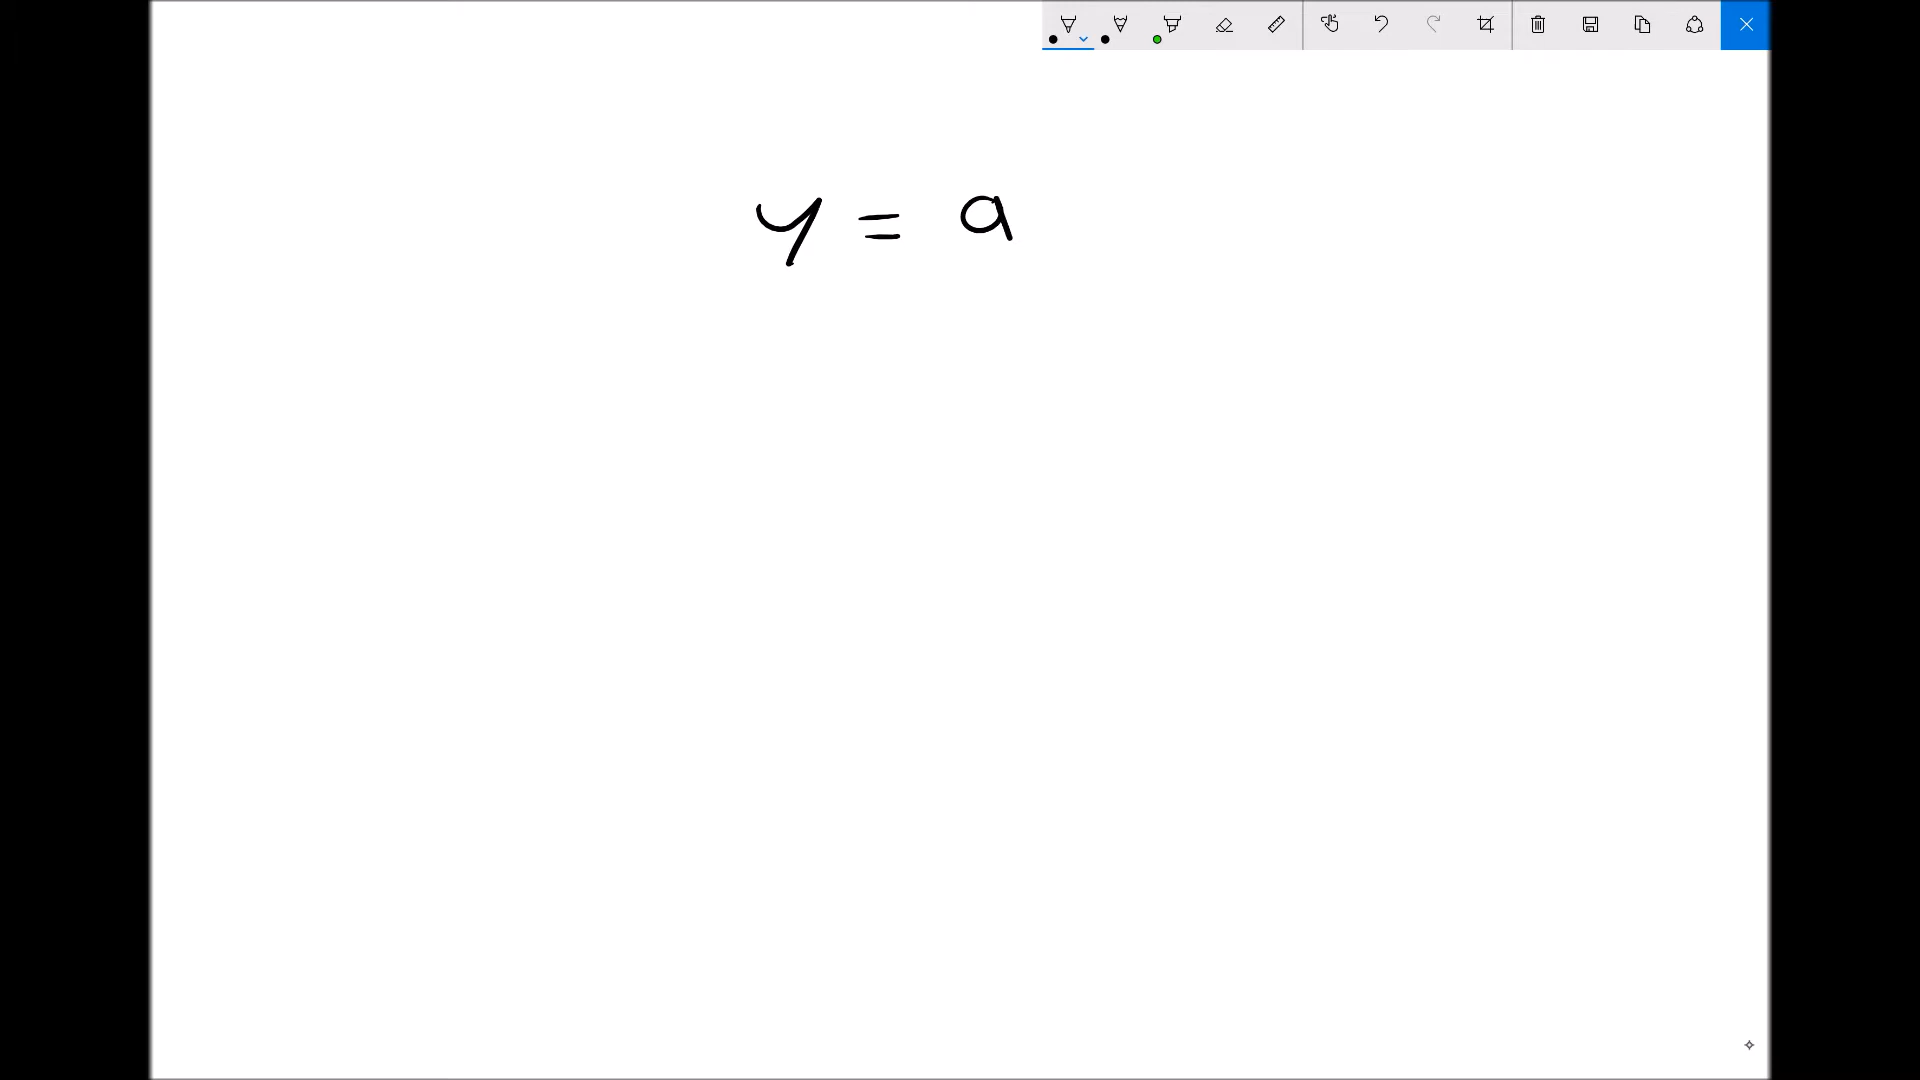 y = a